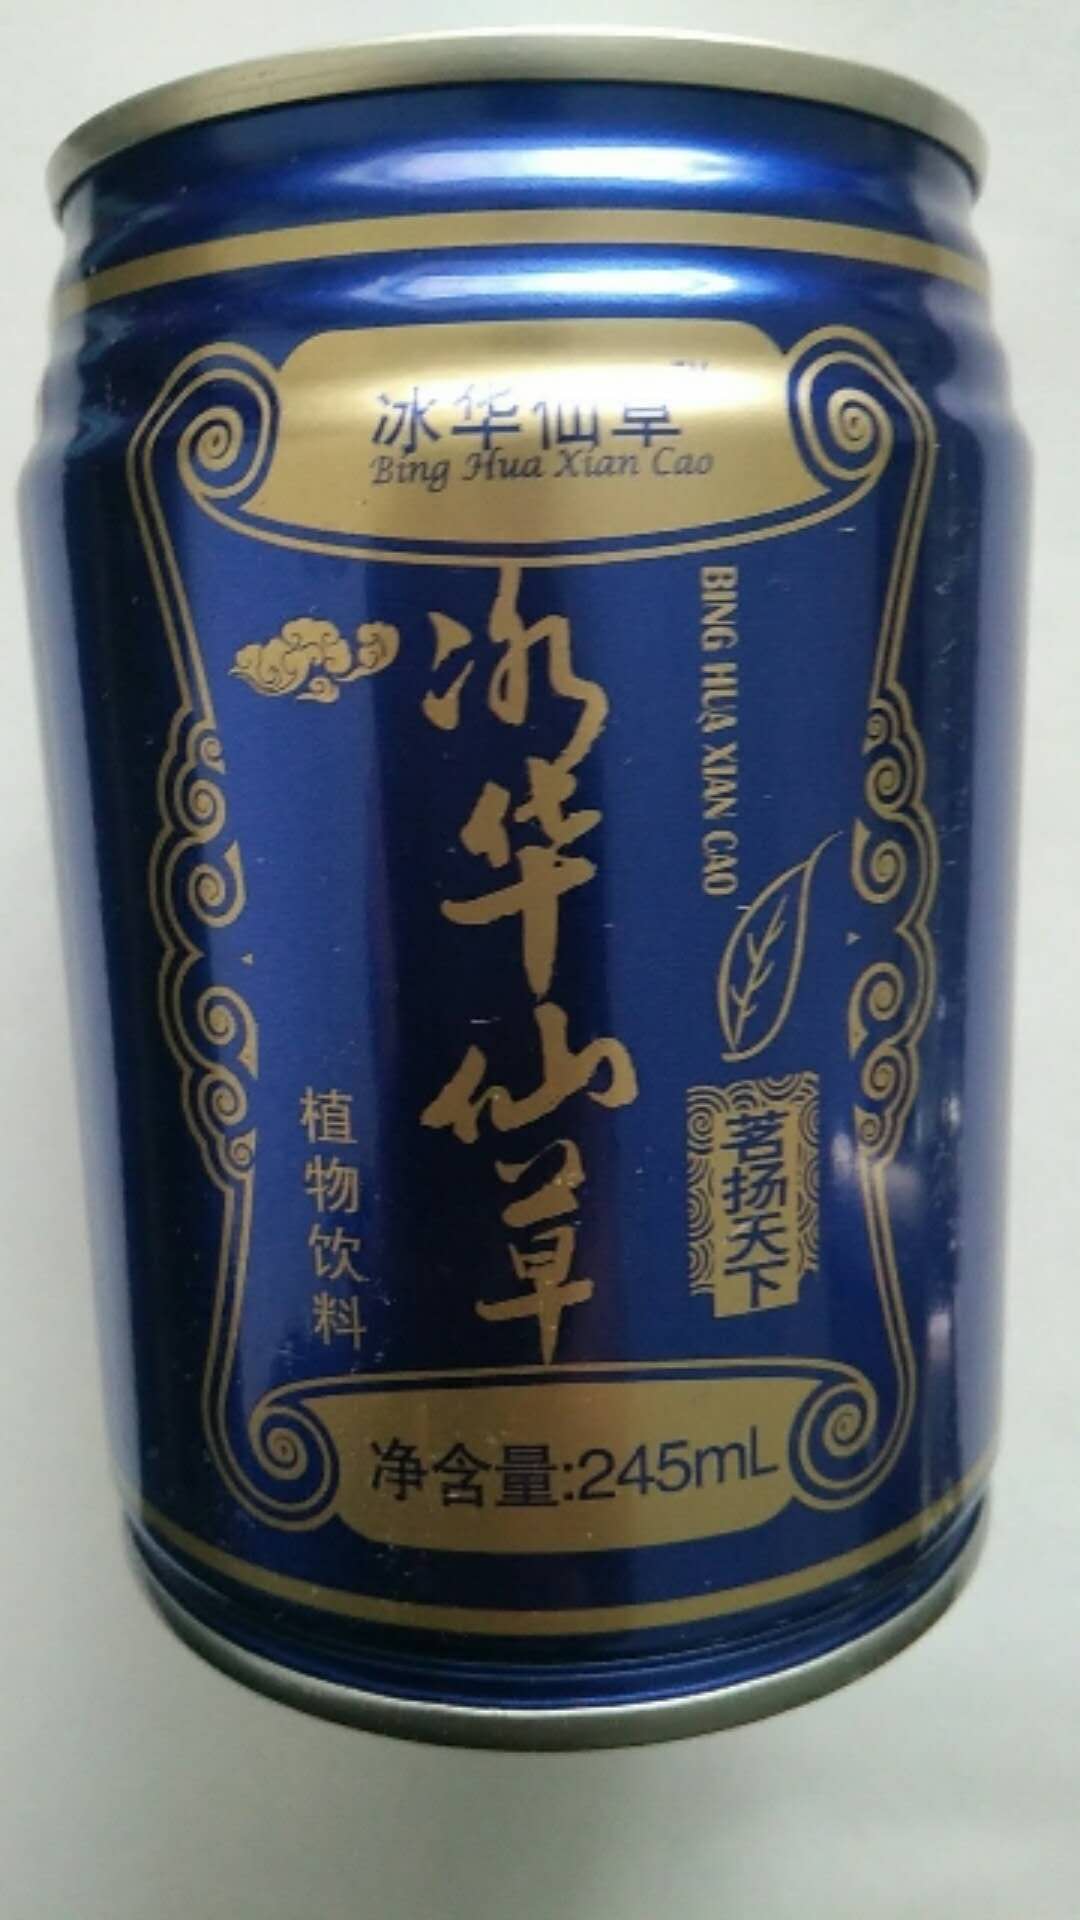 冰华仙草
Bing Hua Xian Cao
冰华仙草
BING HUA XIAN CAO
茗扬天下
植物饮料
净含量:245mL